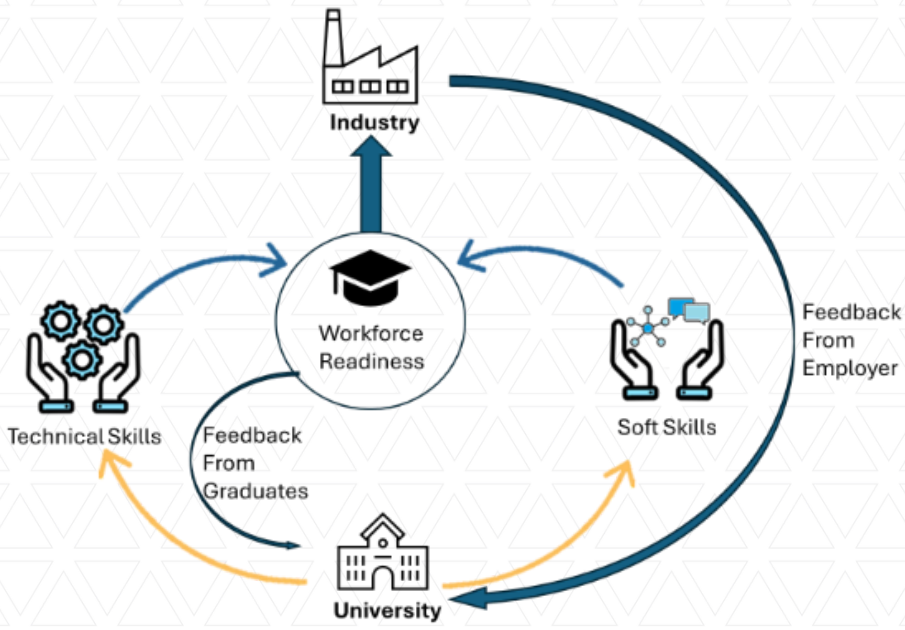 Industry
Workforce
Readiness
Feedback
From
Employer
Technical Skills
Soft Skills
Feedback
From
Graduates
University